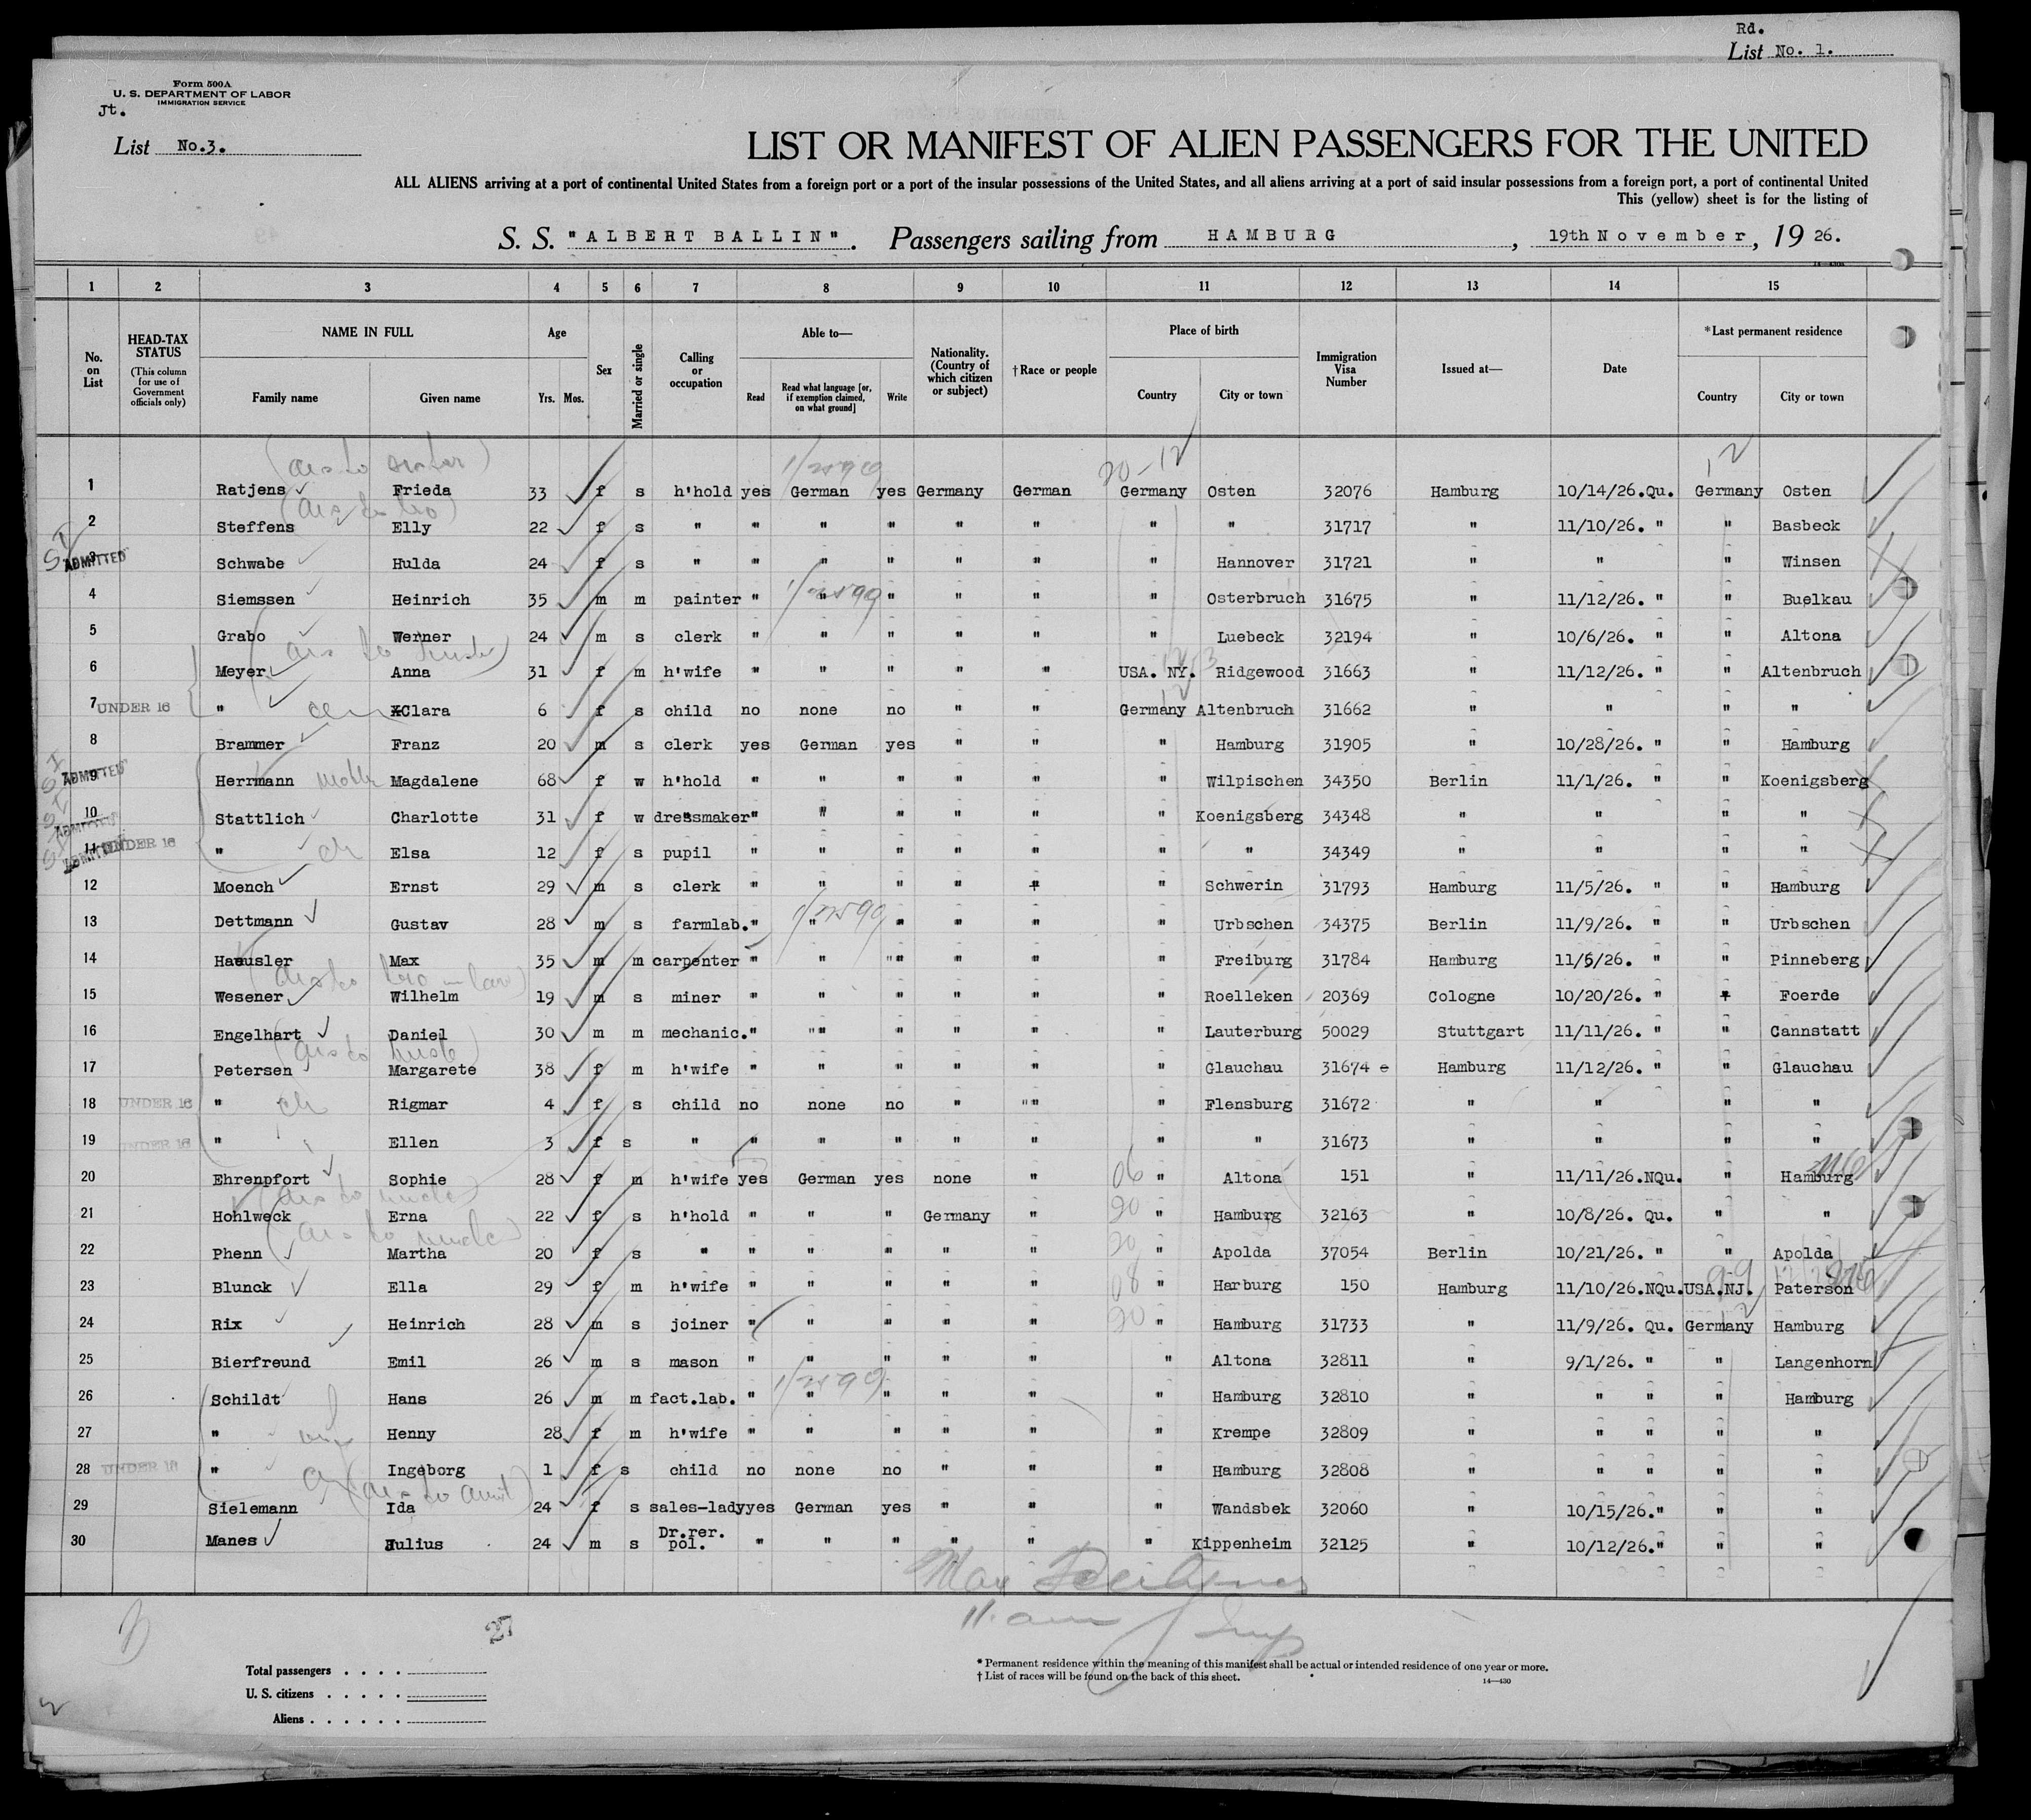 Rd.
List No. 1.
Form 500A
U. S. DEPARTMENT OF LABOR
IMMIGRATION SERVICE
Jt.
List No.3.
LIST OR MANIFEST OF ALIEN PASSENGERS FOR THE UNITED
ALL ALIENS arriving at a port of continental United States from a foreign port or a port of the insular possessions of the United States, and all aliens arriving at a port of said insular possessions from a foreign port, a port of continental United
This (yellow) sheet is for the listing of
S. S. "ALBERT BALLIN". Passengers sailing from HAMBURG, 19th November, 19 26.
14—430
1 2 3 4 5 6 7 8 9 10 11 12 13 14 15
No. on List HEAD-TAX STATUS (This column for use of Government officials only) NAME IN FULL Family name Given name Age Yrs. Mos. Sex Married or single Calling or occupation Able to— Read Read what language [or, if exemption claimed, on what ground] Write Nationality. (Country of which citizen or subject) †Race or people Place of birth Country City or town Immigration Visa Number Issued at— Date *Last permanent residence Country City or town
20-12 12
1 Ratjens Frieda 33 f s h'hold yes German yes Germany German Germany Osten 32076 Hamburg 10/14/26.Qu. Germany Osten
2 Steffens Elly 22 f s " " " " " " " " 31717 " 11/10/26. " " Basbeck
ADMITTED 3 Schwabe Hulda 24 f s " " " " " " " Hannover 31721 " " " Winsen
4 Siemssen Heinrich 35 m m painter " " " " " " Osterbruch 31675 " 11/12/26. " " Buelkau
5 Grabo Werner 24 m s clerk " " " " " " Luebeck 32194 " 10/6/26. " " Altona
6 Meyer Anna 31 f m h'wife " " " " " USA. NY. Ridgewood 31663 " 11/12/26. " " Altenbruch
7 UNDER 16 " Clara 6 f s child no none no " " Germany Altenbruch 31662 " " " "
8 Brammer Franz 20 m s clerk yes German yes " " " Hamburg 31905 " 10/28/26. " " Hamburg
ADMITTED 9 Herrmann Magdalene 68 f w h'hold " " " " " " Wilpischen 34350 Berlin 11/1/26. " " Koenigsberg
ADMITTED 10 Stattlich Charlotte 31 f w dressmaker " " " " " " Koenigsberg 34348 " " " "
ADMITTED 11 UNDER 16 " Elsa 12 f s pupil " " " " " " " 34349 " " " "
12 Moench Ernst 29 m s clerk " " " " " " Schwerin 31793 Hamburg 11/5/26. " " Hamburg
13 Dettmann Gustav 28 m s farmlab. " " " " " " Urbschen 34375 Berlin 11/9/26. " " Urbschen
14 Haeusler Max 35 m m carpenter " " " " " " Freiburg 31784 Hamburg 11/5/26. " " Pinneberg
15 Wesener Wilhelm 19 m s miner " " " " " " Roelleken 20369 Cologne 10/20/26. " " Foerde
16 Engelhart Daniel 30 m m mechanic. " " " " " " Lauterburg 50029 Stuttgart 11/11/26. " " Cannstatt
17 Petersen Margarete 38 f m h'wife " " " " " " Glauchau 31674 Hamburg 11/12/26. " " Glauchau
18 UNDER 16 " Rigmar 4 f s child no none no " " " Flensburg 31672 " " " "
19 UNDER 16 " Ellen 3 f s " " " " " " " " 31673 " " " "
20 Ehrenpfort Sophie 28 f m h'wife yes German yes none " 06 " Altona 151 " 11/11/26.NQu. " Hamburg
21 Hohlweck Erna 22 f s h'hold " " " Germany " 20 " Hamburg 32163 " 10/8/26. Qu. " "
22 Phenn Martha 20 f s " " " " " " 20 " Apolda 37054 Berlin 10/21/26. " " Apolda
23 Blunck Ella 29 f m h'wife " " " " " 08 " Harburg 150 Hamburg 11/10/26.NQu. USA.NJ. Paterson
24 Rix Heinrich 28 m s joiner " " " " " 20 " Hamburg 31733 " 11/9/26. Qu. Germany Hamburg
25 Bierfreund Emil 26 m s mason " " " " " " Altona 32811 " 9/1/26. " " Langenhorn
26 Schildt Hans 26 m m fact.lab. " " " " " " Hamburg 32810 " " " " Hamburg
27 " Henny 28 f m h'wife " " " " " " Krempe 32809 " " " " "
28 UNDER 16 " Ingeborg 1 f s child no none no " " " Hamburg 32808 " " " " "
29 Sielemann Ida 24 f s sales-lady yes German yes " " " Wandsbek 32060 " 10/15/26." " "
30 Manes Julius 24 m s Dr.rer. pol. " " " " " " Kippenheim 32125 " 10/12/26." " "
27
Total passengers
U. S. citizens
Aliens
* Permanent residence within the meaning of this manifest shall be actual or intended residence of one year or more.
† List of races will be found on the back of this sheet.
14—430